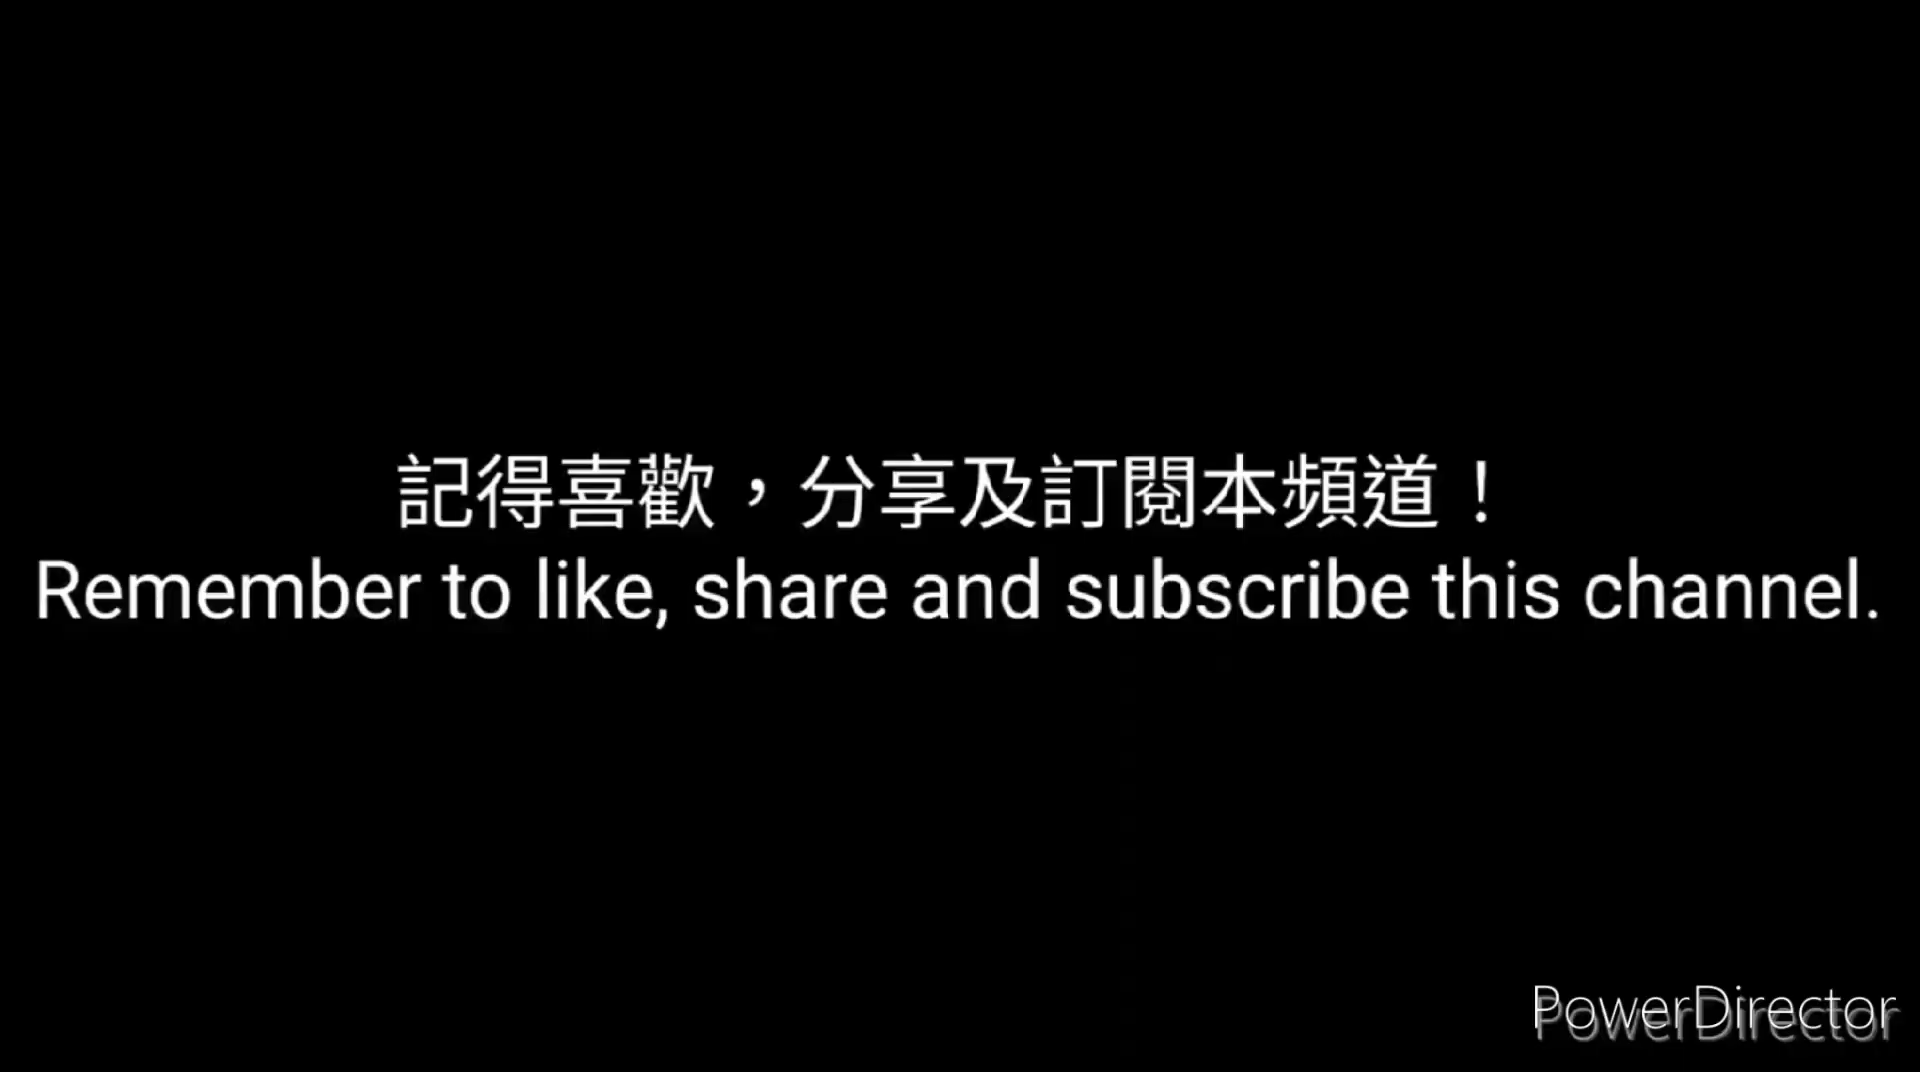 記得喜歡，分享及訂閱本頻道！
Remember to like, share and subscribe this channel.
PowerDirector